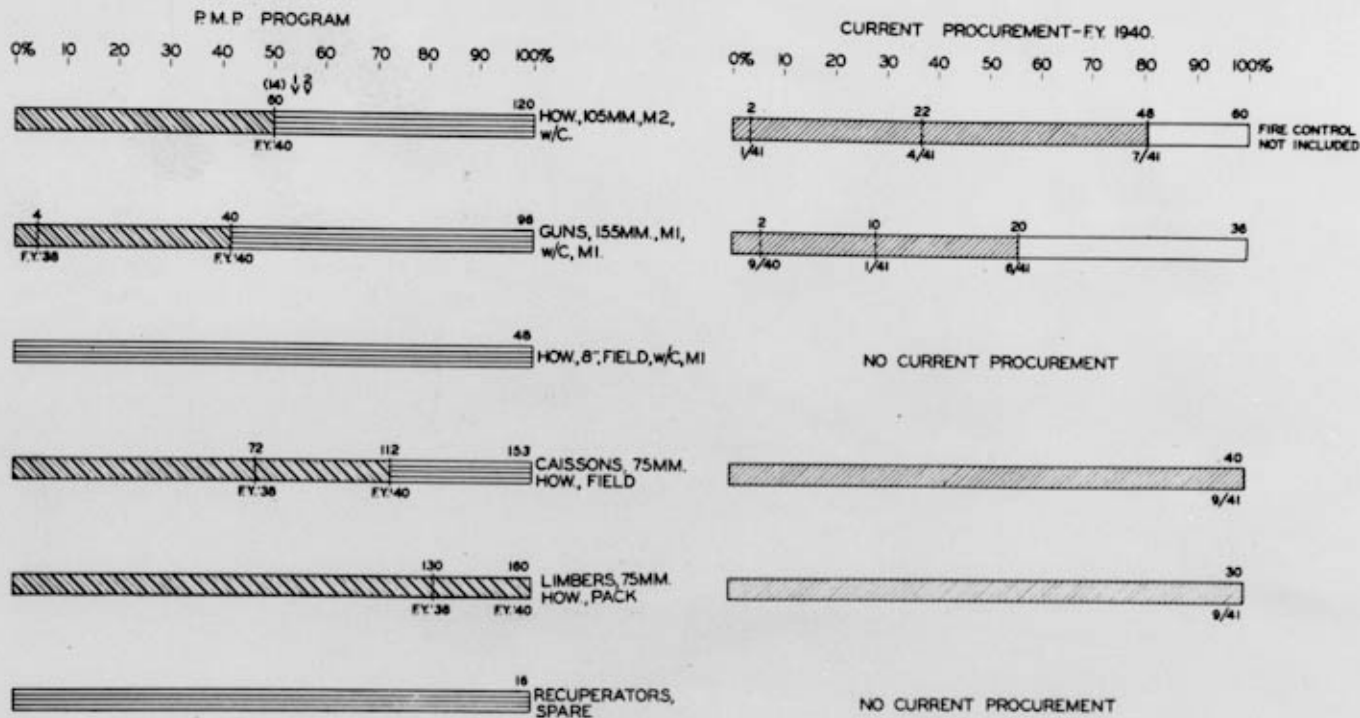 P.M.P. PROGRAM
0% 10 20 30 40 50 60 70 80 90 100%
(14) 1 2
60 120
HOW., 105MM., M2,
W/C.
F.Y.'40
4 40 96
GUNS, 155MM., M1,
W/C, M1.
F.Y.'38 F.Y.'40
48
HOW., 8", FIELD, W/C, M1
72 112 153
CAISSONS, 75MM.
HOW., FIELD
F.Y.'38 F.Y.'40
130 160
LIMBERS, 75MM.
HOW., PACK
F.Y.'38 F.Y.'40
16
RECUPERATORS,
SPARE
CURRENT PROCUREMENT-F.Y. 1940.
0% 10 20 30 40 50 60 70 80 90 100%
2 22 48 60
FIRE CONTROL
NOT INCLUDED
1/41 4/41 7/41
2 10 20 36
9/40 1/41 6/41
NO CURRENT PROCUREMENT
40
9/41
30
9/41
NO CURRENT PROCUREMENT